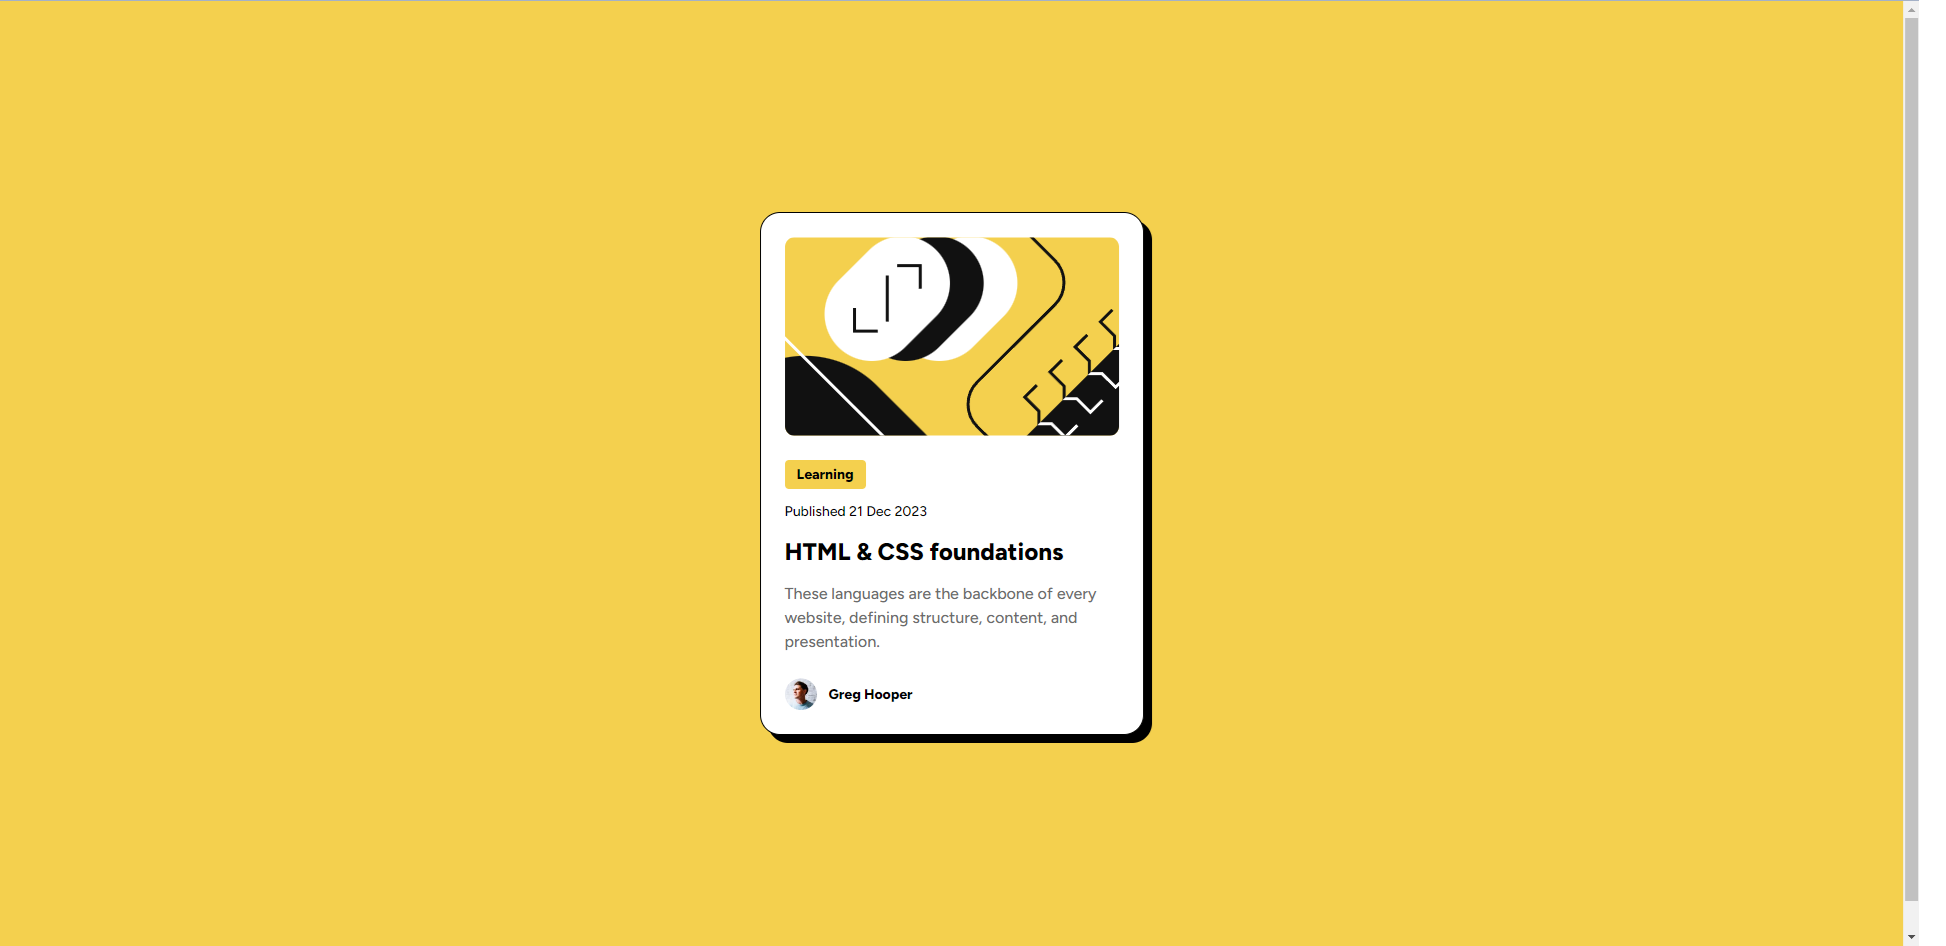 Learning
Published 21 Dec 2023
HTML & CSS foundations
These languages are the backbone of every
website, defining structure, content, and
presentation.
Greg Hooper